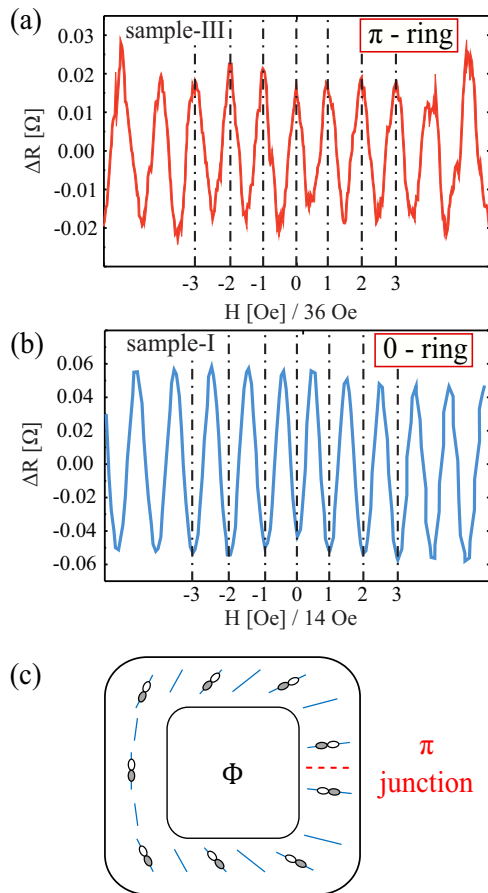 (a)
sample-III
π - ring
0.03
0.02
0.01
0.00
-0.01
-0.02
ΔR [Ω]
-3 -2 -1 0 1 2 3
H [Oe] / 36 Oe
(b)
sample-I
0 - ring
0.06
0.04
0.02
0.00
-0.02
-0.04
-0.06
ΔR [Ω]
-3 -2 -1 0 1 2 3
H [Oe] / 14 Oe
(c)
Φ
π
junction